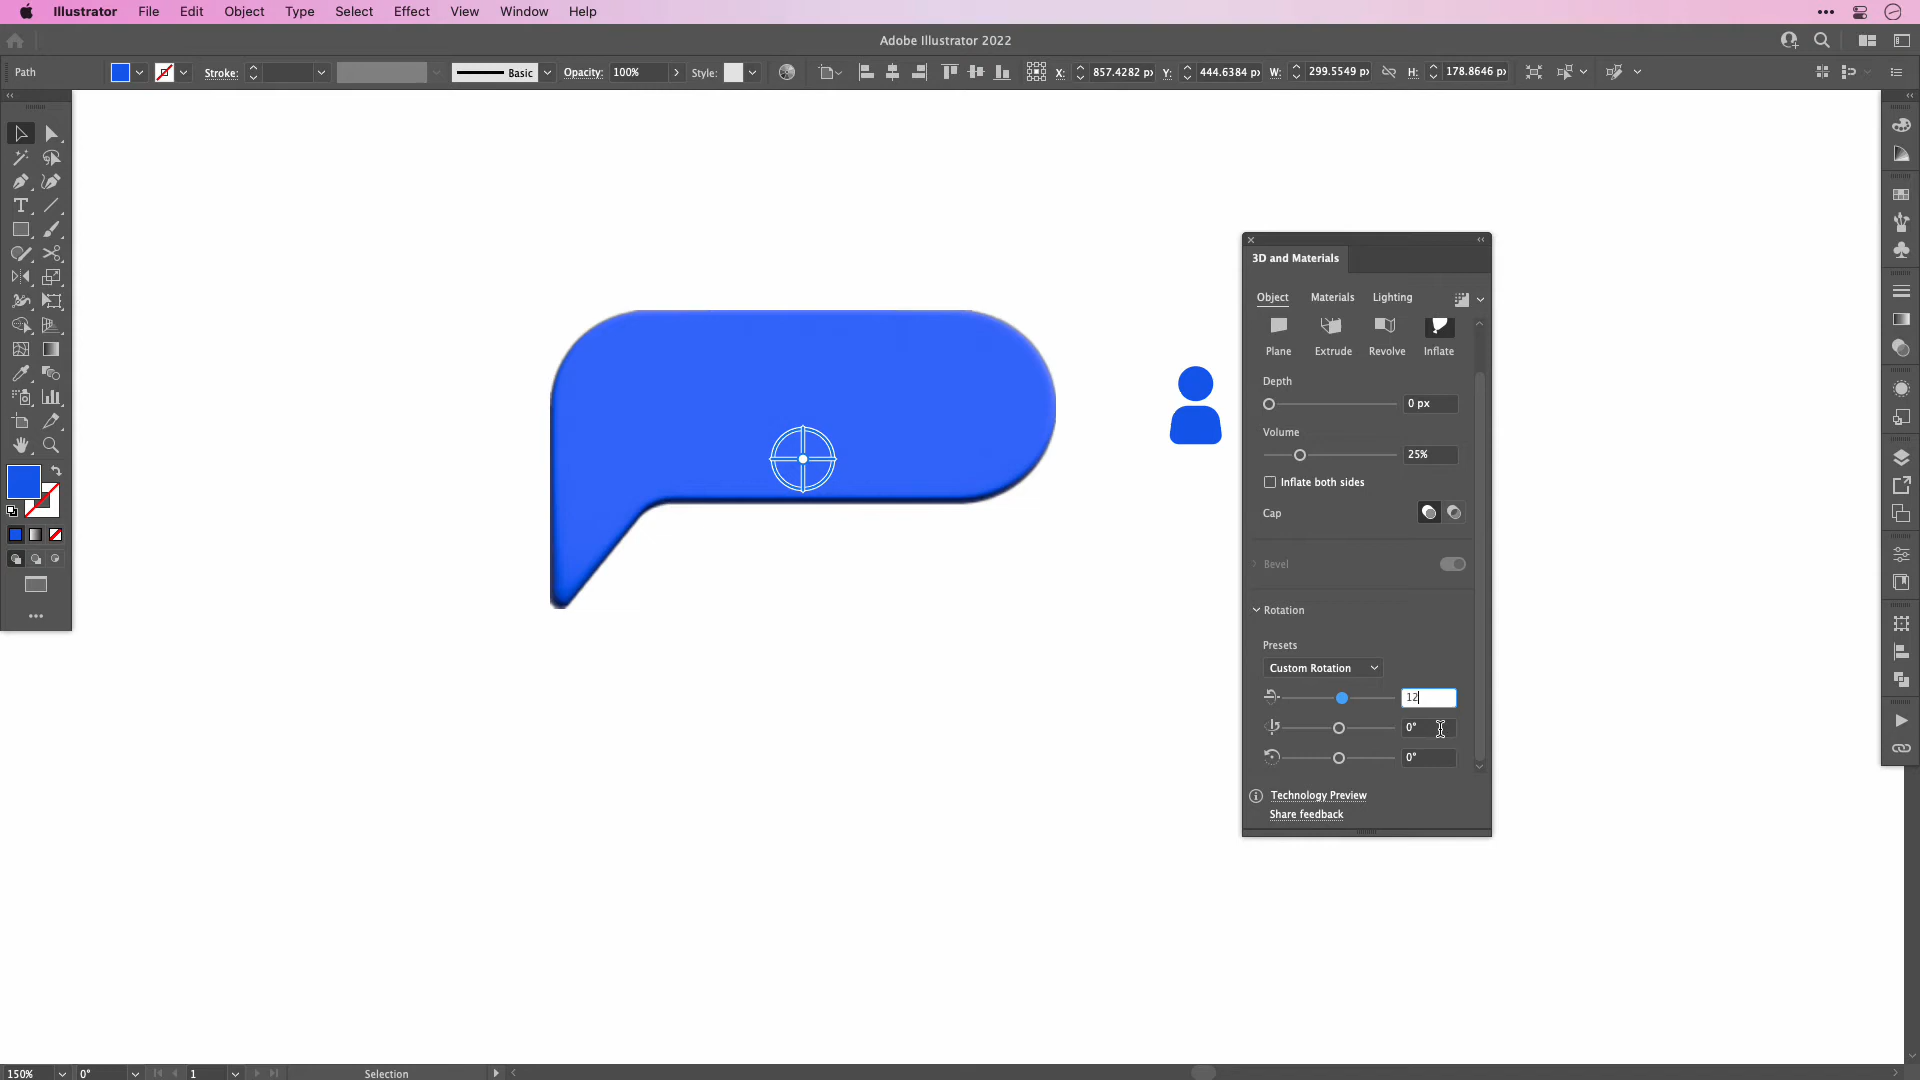 Illustrator File Edit Object Type Select Effect View Window Help
Adobe Illustrator 2022
Path Stroke: Basic Opacity: 100% Style: X: 857.4282 px Y: 444.6384 px W: 299.5549 px H: 178.8646 px
3D and Materials
Object Materials Lighting
Plane Extrude Revolve Inflate
Depth
0 px
Volume
25%
Inflate both sides
Cap
Bevel
Rotation
Presets
Custom Rotation
12
0°
0°
Technology Preview
Share feedback
150% 0° 1 Selection